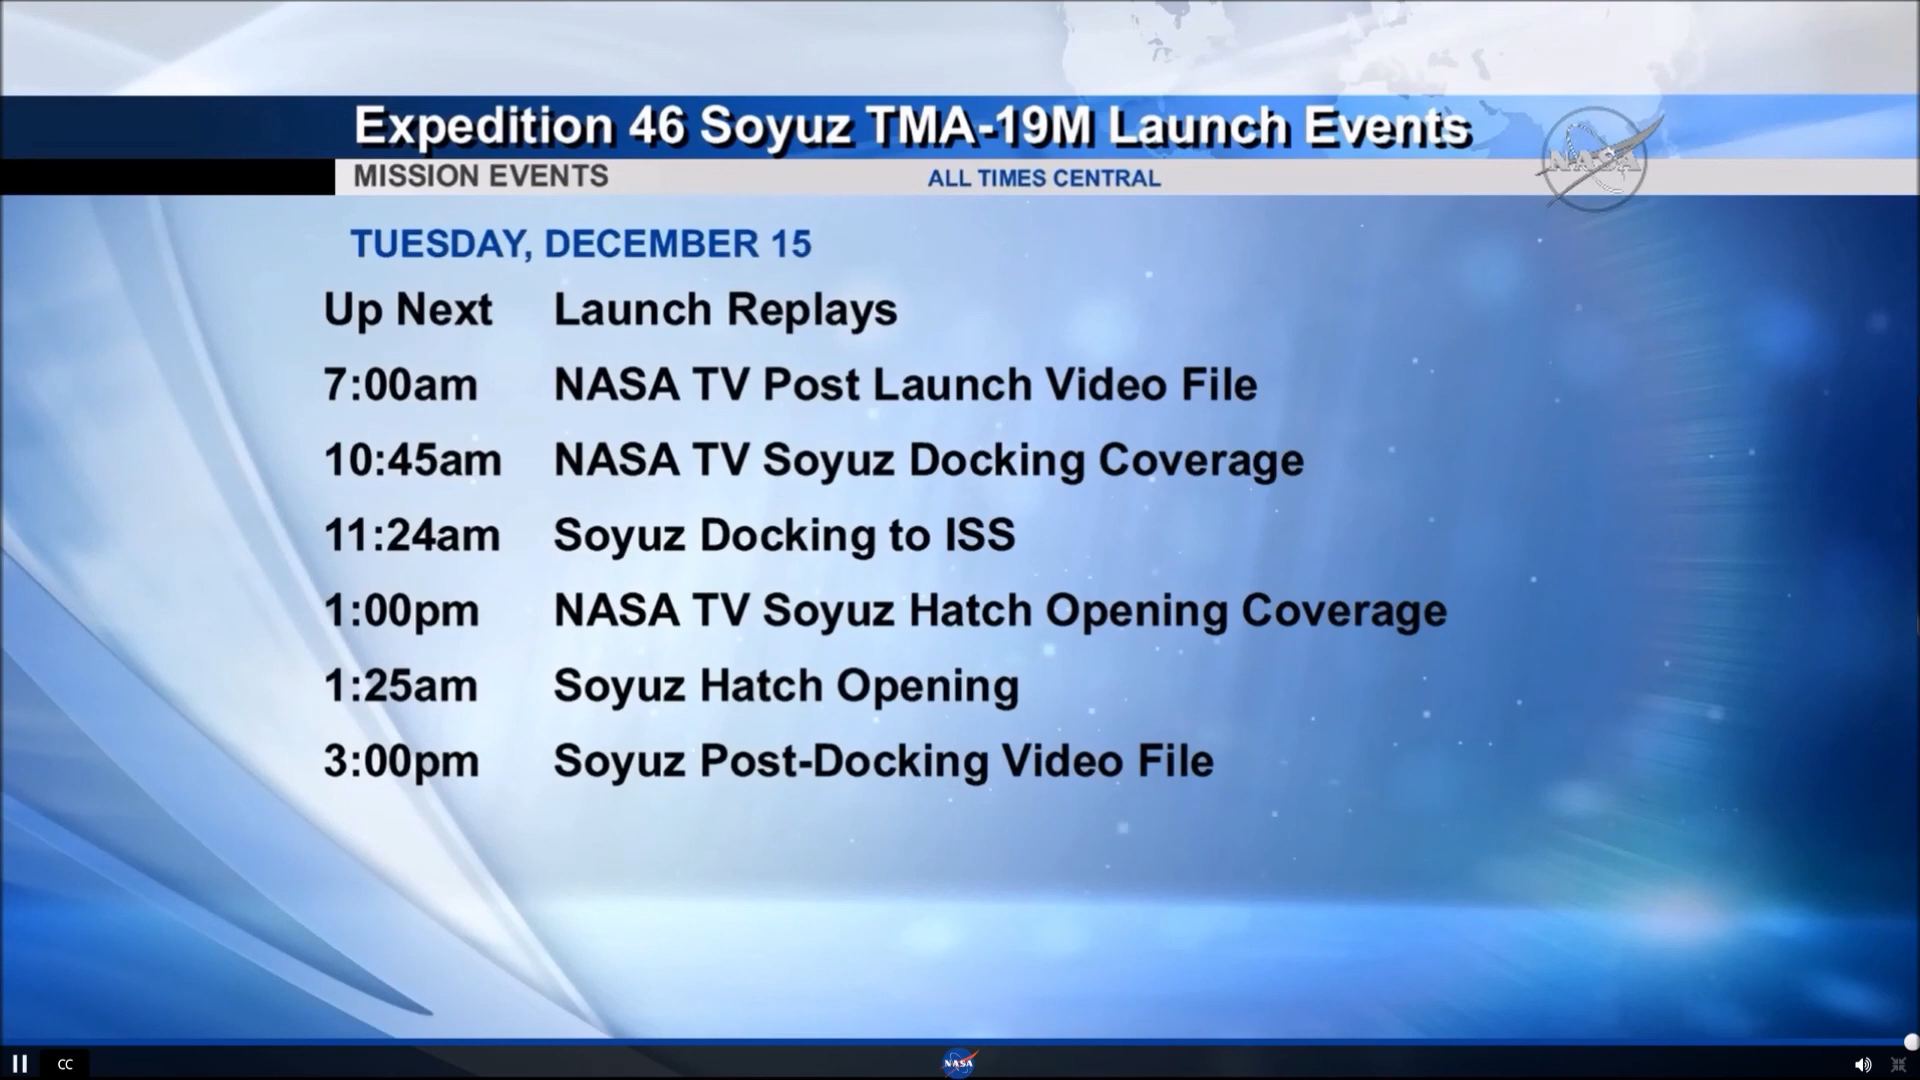 Expedition 46 Soyuz TMA-19M Launch Events
MISSION EVENTS
ALL TIMES CENTRAL
NASA
TUESDAY, DECEMBER 15
Up Next Launch Replays
7:00am NASA TV Post Launch Video File
10:45am NASA TV Soyuz Docking Coverage
11:24am Soyuz Docking to ISS
1:00pm NASA TV Soyuz Hatch Opening Coverage
1:25am Soyuz Hatch Opening
3:00pm Soyuz Post-Docking Video File
CC
NASA